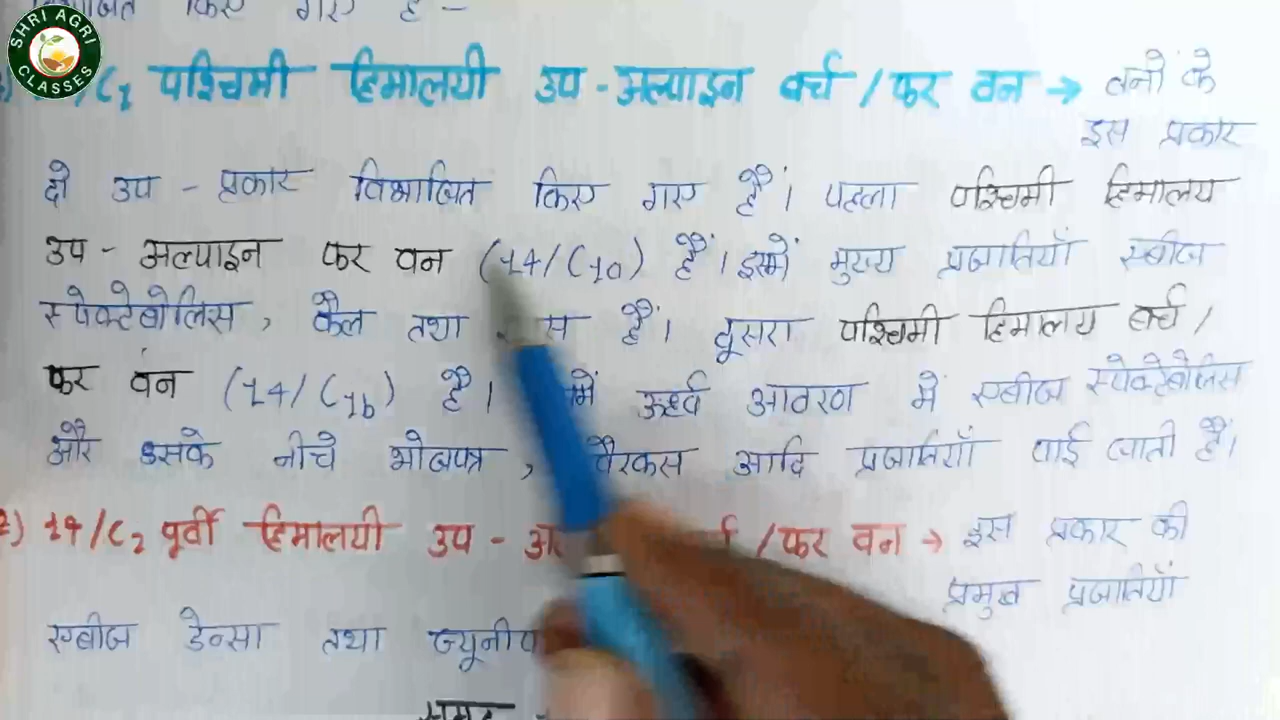 SHRI AGRI CLASSES
किए गए है -
पश्चिमी हिमालयी उप - अल्पाइन बर्च / फर वन → वनों के
इस प्रकार
दो उप - प्रकार विभाजित किए गए हैं। पहला पश्चिमी हिमालय
उप - अल्पाइन फर वन (14/C1a) हैं। इसमें मुख्य प्रजातियाँ एबीज
स्पेक्टेबोलिस, कैल तथा हैं। दूसरा पश्चिमी हिमालय बर्च /
फर वन (14/C1b) है। में ऊर्ध्व आवरण में एबीज स्पेक्टेबोलिस
और उसके नीचे भोजपत्र, आदि प्रजातियाँ पाई जाती हैं।
2) 14/C2 पूर्वी हिमालयी उप - / फर वन → इस प्रकार की
प्रमुख प्रजातियाँ
एबीज डेन्सा तथा